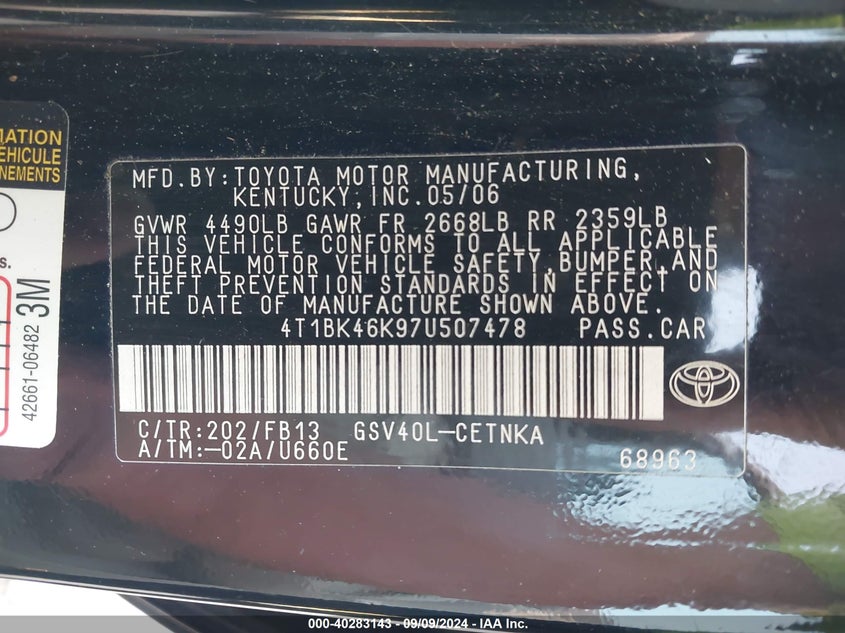 MATION
VEHICULE
NEMENTS
s.
42661-06482
3M
MFD.BY:TOYOTA MOTOR MANUFACTURING,
KENTUCKY,INC.05/06
GVWR 4490LB GAWR FR 2668LB RR 2359LB
THIS VEHICLE CONFORMS TO ALL APPLICABLE
FEDERAL MOTOR VEHICLE SAFETY,BUMPER,AND
THEFT PREVENTION STANDARDS IN EFFECT ON
THE DATE OF MANUFACTURE SHOWN ABOVE.
4T1BK46K97U507478 PASS.CAR
C/TR:202/FB13 GSV40L-CETNKA
A/TM:-02A/U660E
68963
000-40283143 - 09/09/2024 - IAA Inc.